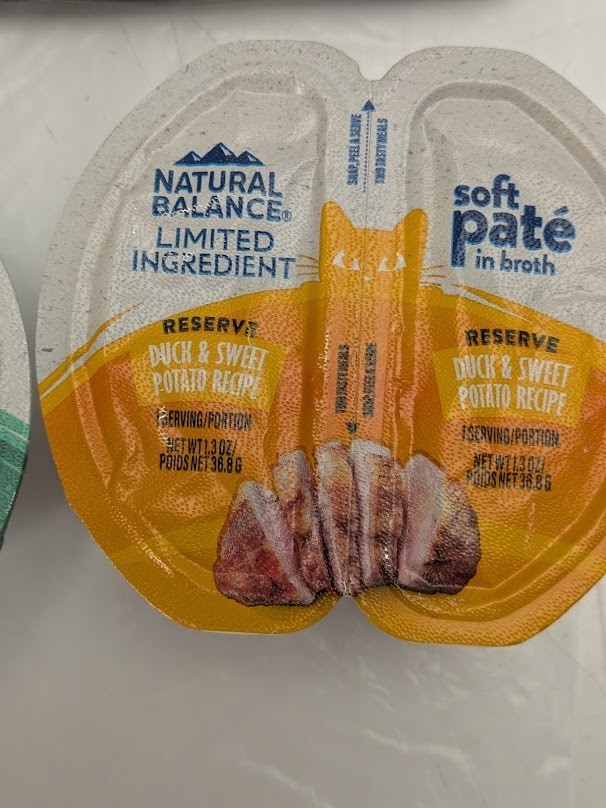 NATURAL
BALANCE®
LIMITED
INGREDIENT
RESERVE
DUCK & SWEET
POTATO RECIPE
1 SERVING/PORTION
NET WT 1.3 OZ/
POIDS NET 36.8 G
SNAP, PEEL & SERVE
TWO TASTY MEALS
TWO TASTY MEALS
SNAP, PEEL & SERVE
soft
paté
in broth
RESERVE
DUCK & SWEET
POTATO RECIPE
1 SERVING/PORTION
NET WT 1.3 OZ/
POIDS NET 36.8 G